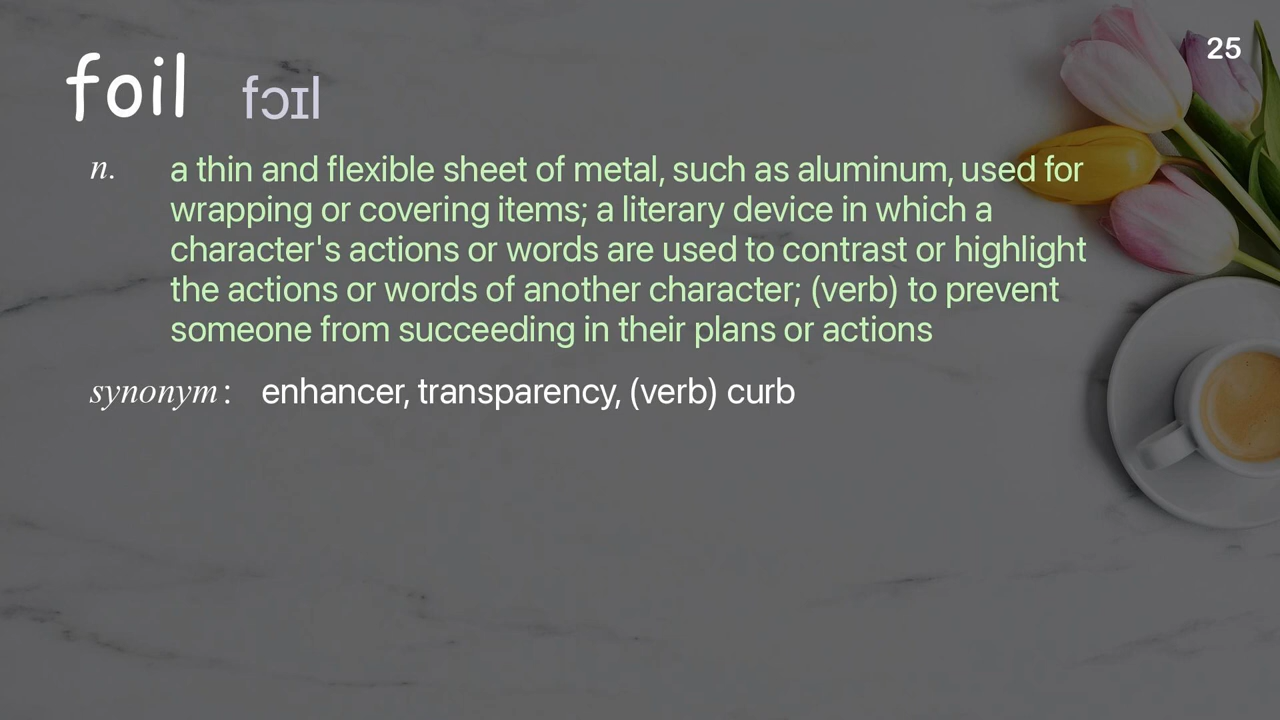 25
foil fɔɪl
n. a thin and flexible sheet of metal, such as aluminum, used for
wrapping or covering items; a literary device in which a
character's actions or words are used to contrast or highlight
the actions or words of another character; (verb) to prevent
someone from succeeding in their plans or actions
synonym: enhancer, transparency, (verb) curb